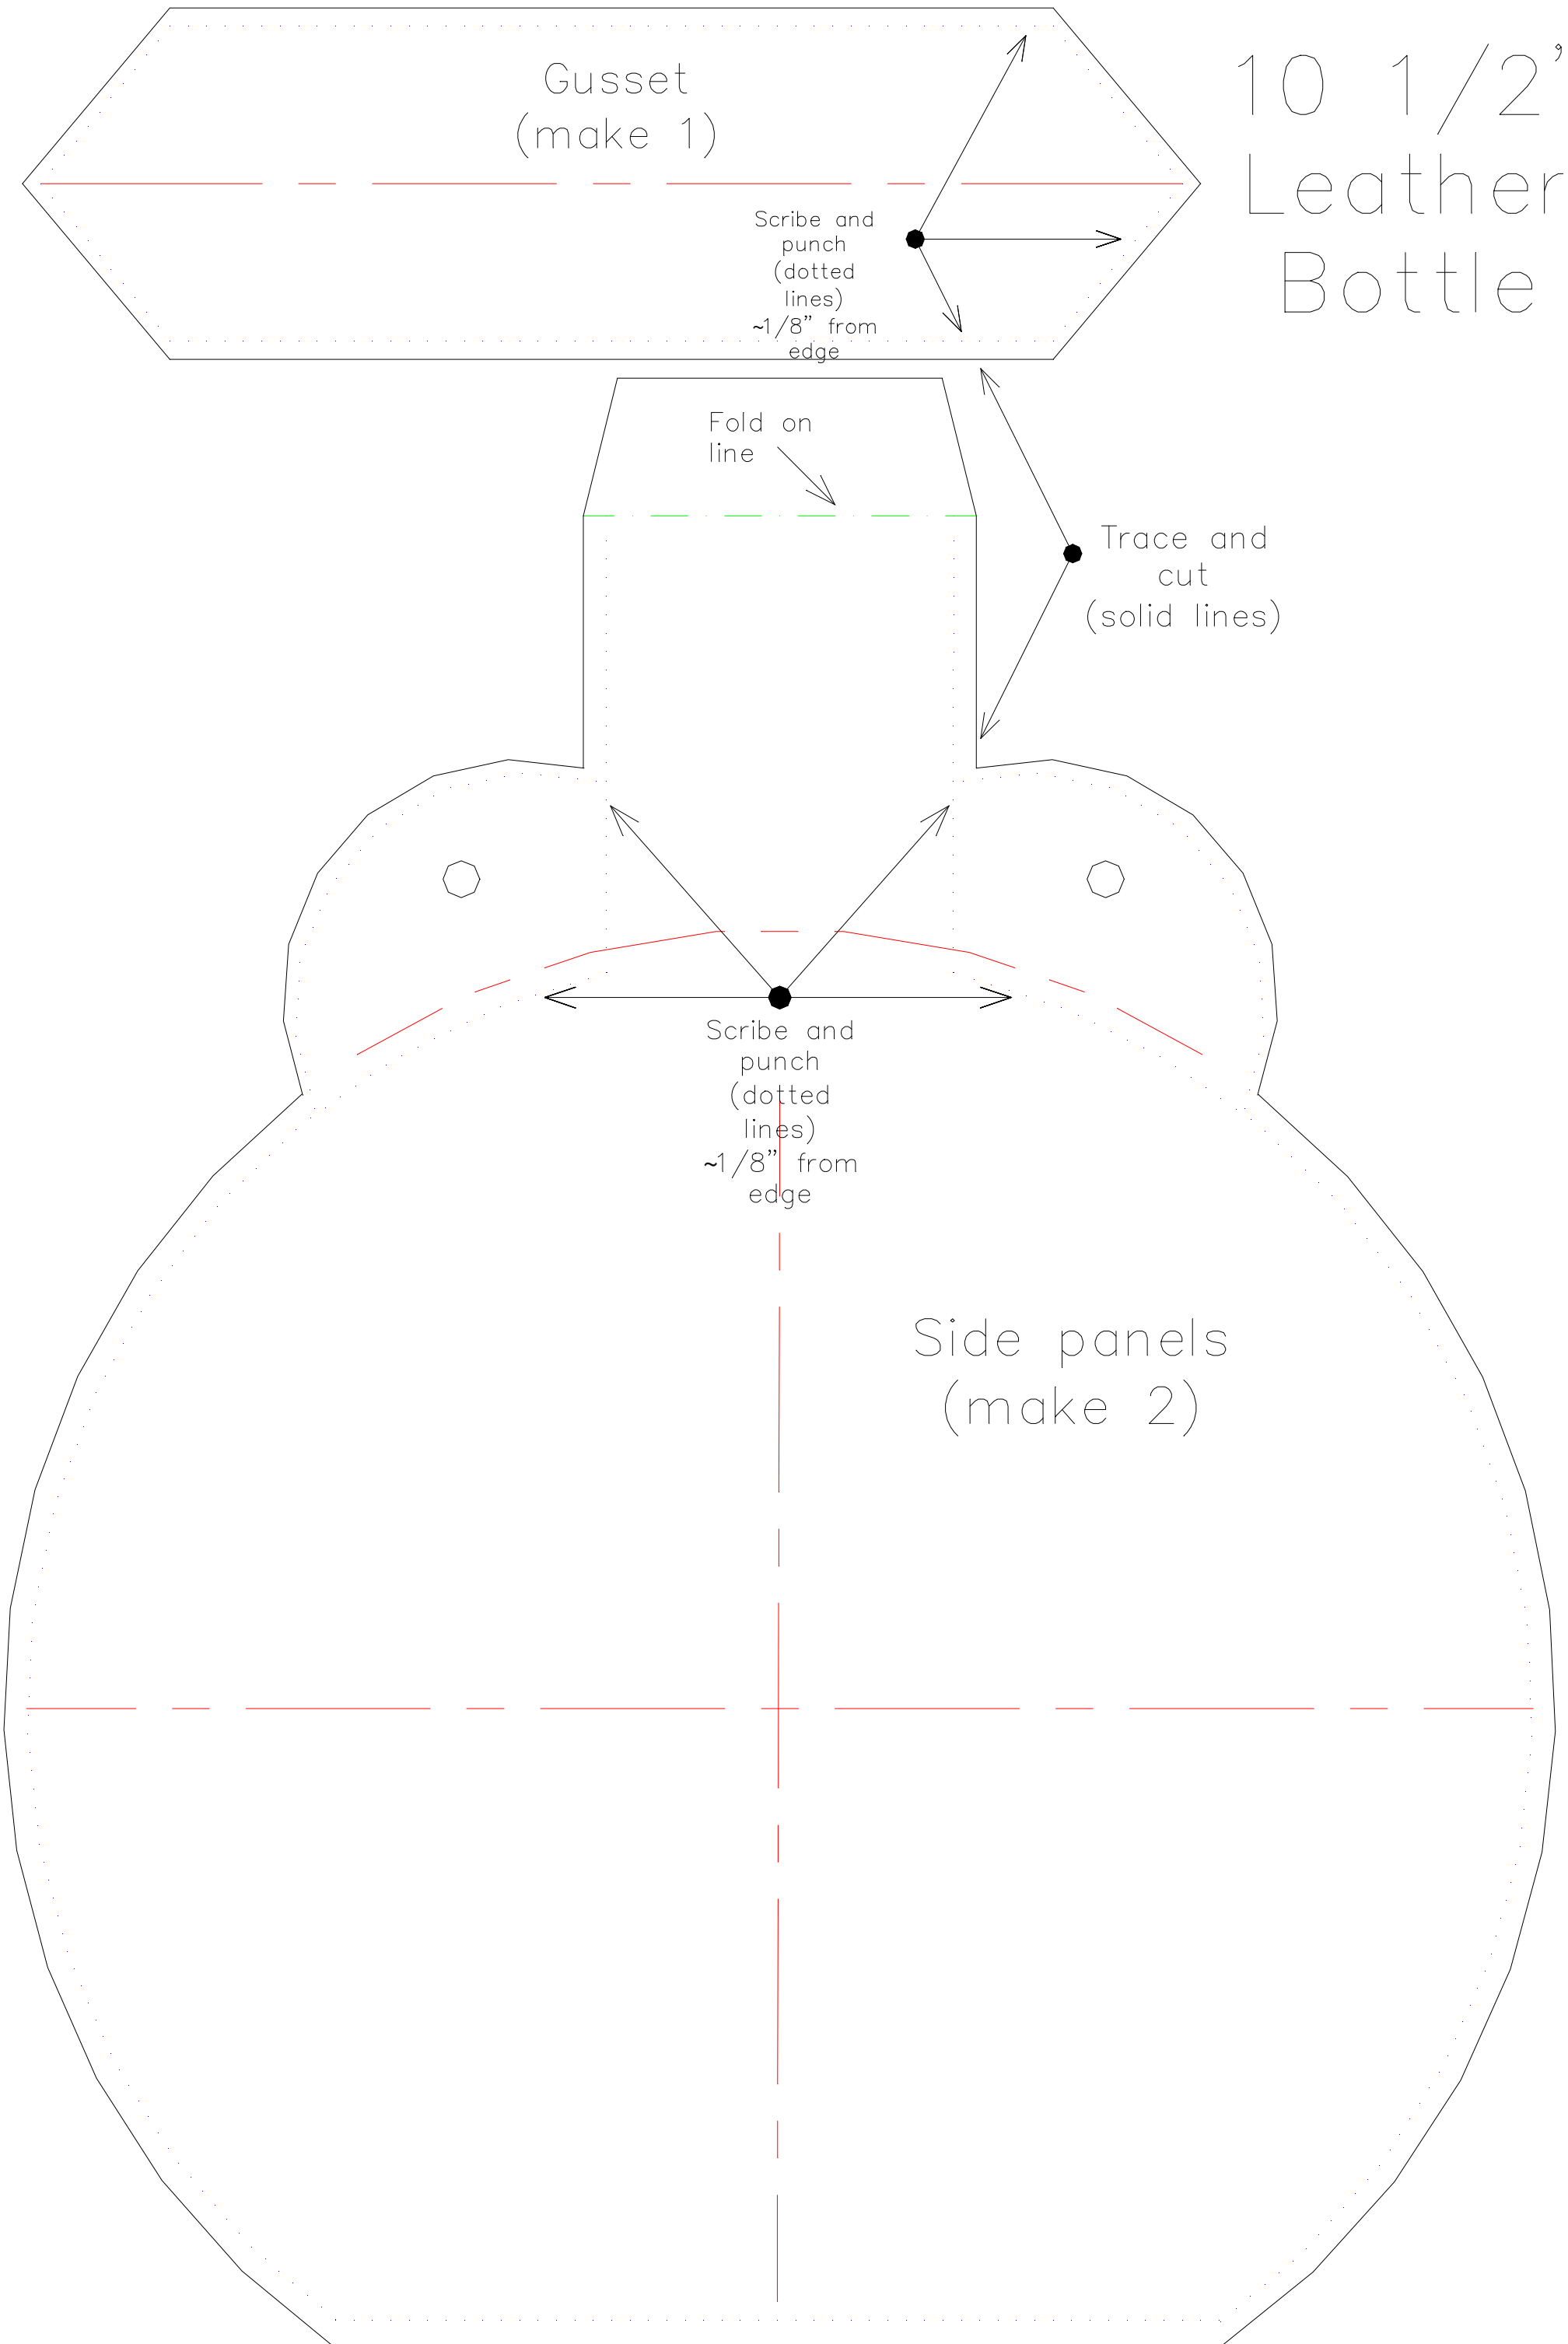 Gusset
(make 1)
10 1/2'
Leather
Bottle
Scribe and
punch
(dotted
lines)
~1/8" from
edge
Fold on
line
Trace and
cut
(solid lines)
Scribe and
punch
(dotted
lines)
~1/8" from
edge
Side panels
(make 2)